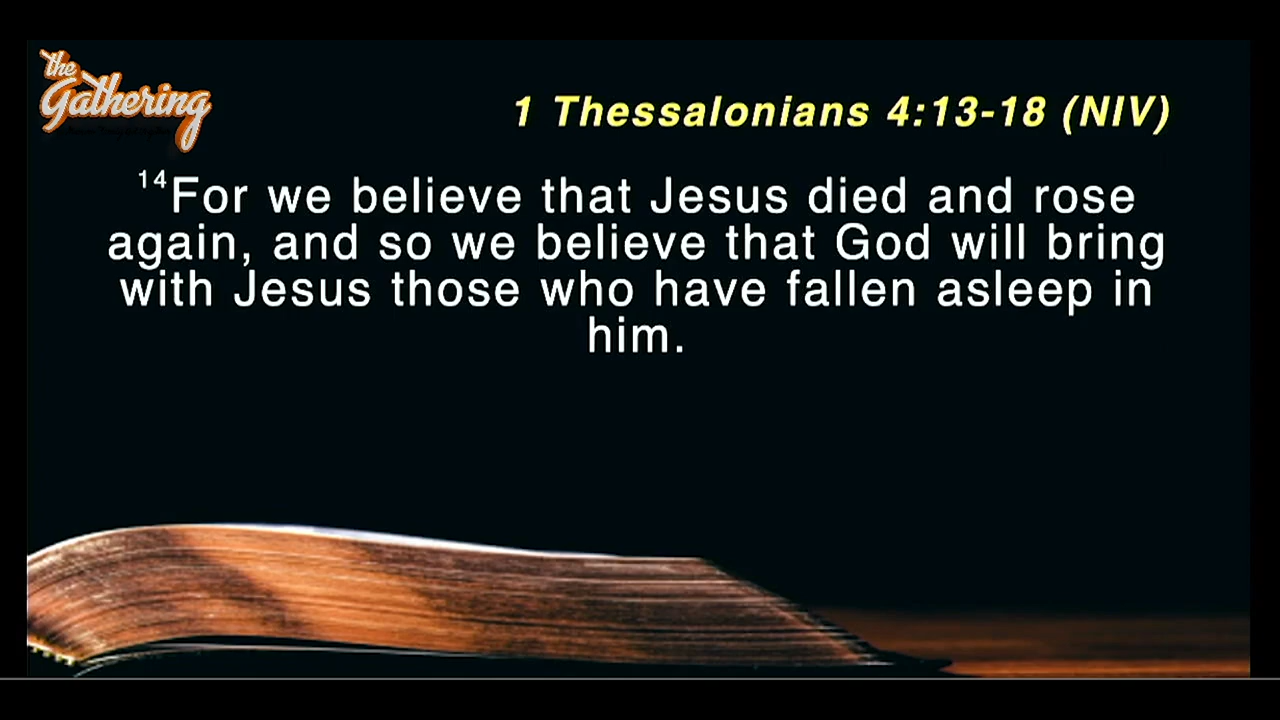 the
Gathering
1 Thessalonians 4:13-18 (NIV)
14For we believe that Jesus died and rose
again, and so we believe that God will bring
with Jesus those who have fallen asleep in
him.